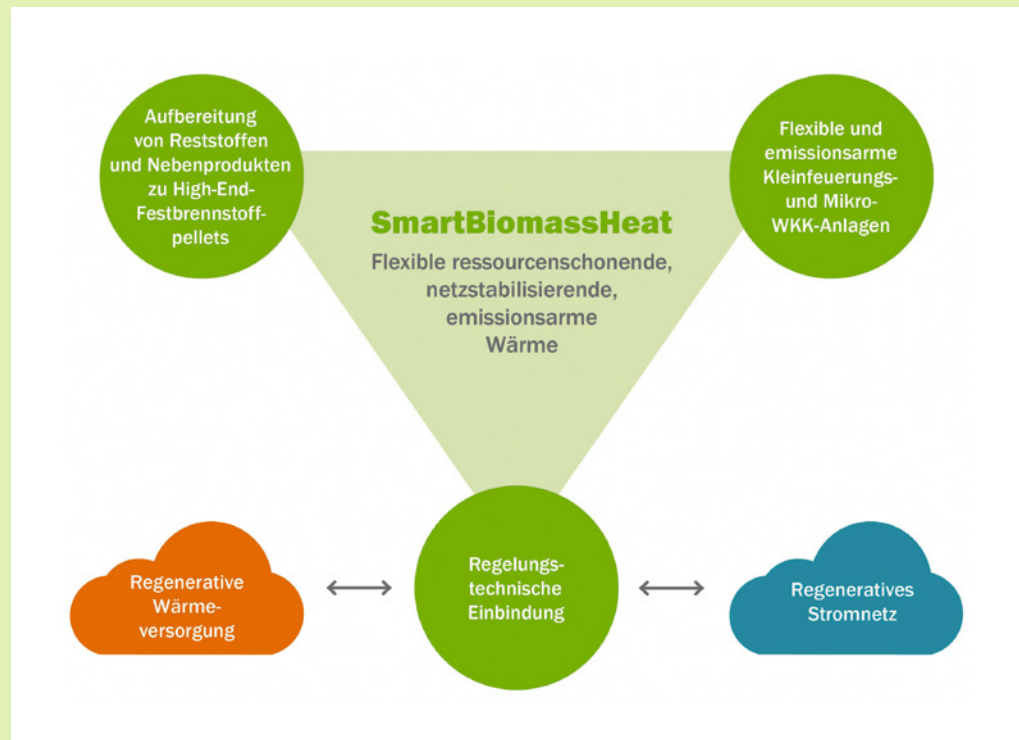 Aufbereitung
von Reststoffen
und Nebenprodukten
zu High-End-
Festbrennstoff-
pellets
Flexible und
emissionsarme
Kleinfeuerungs-
und Mikro-
WKK-Anlagen
SmartBiomassHeat
Flexible ressourcenschonende,
netzstabilisierende,
emissionsarme
Wärme
Regenerative
Wärme-
versorgung
Regelungs-
technische
Einbindung
Regeneratives
Stromnetz